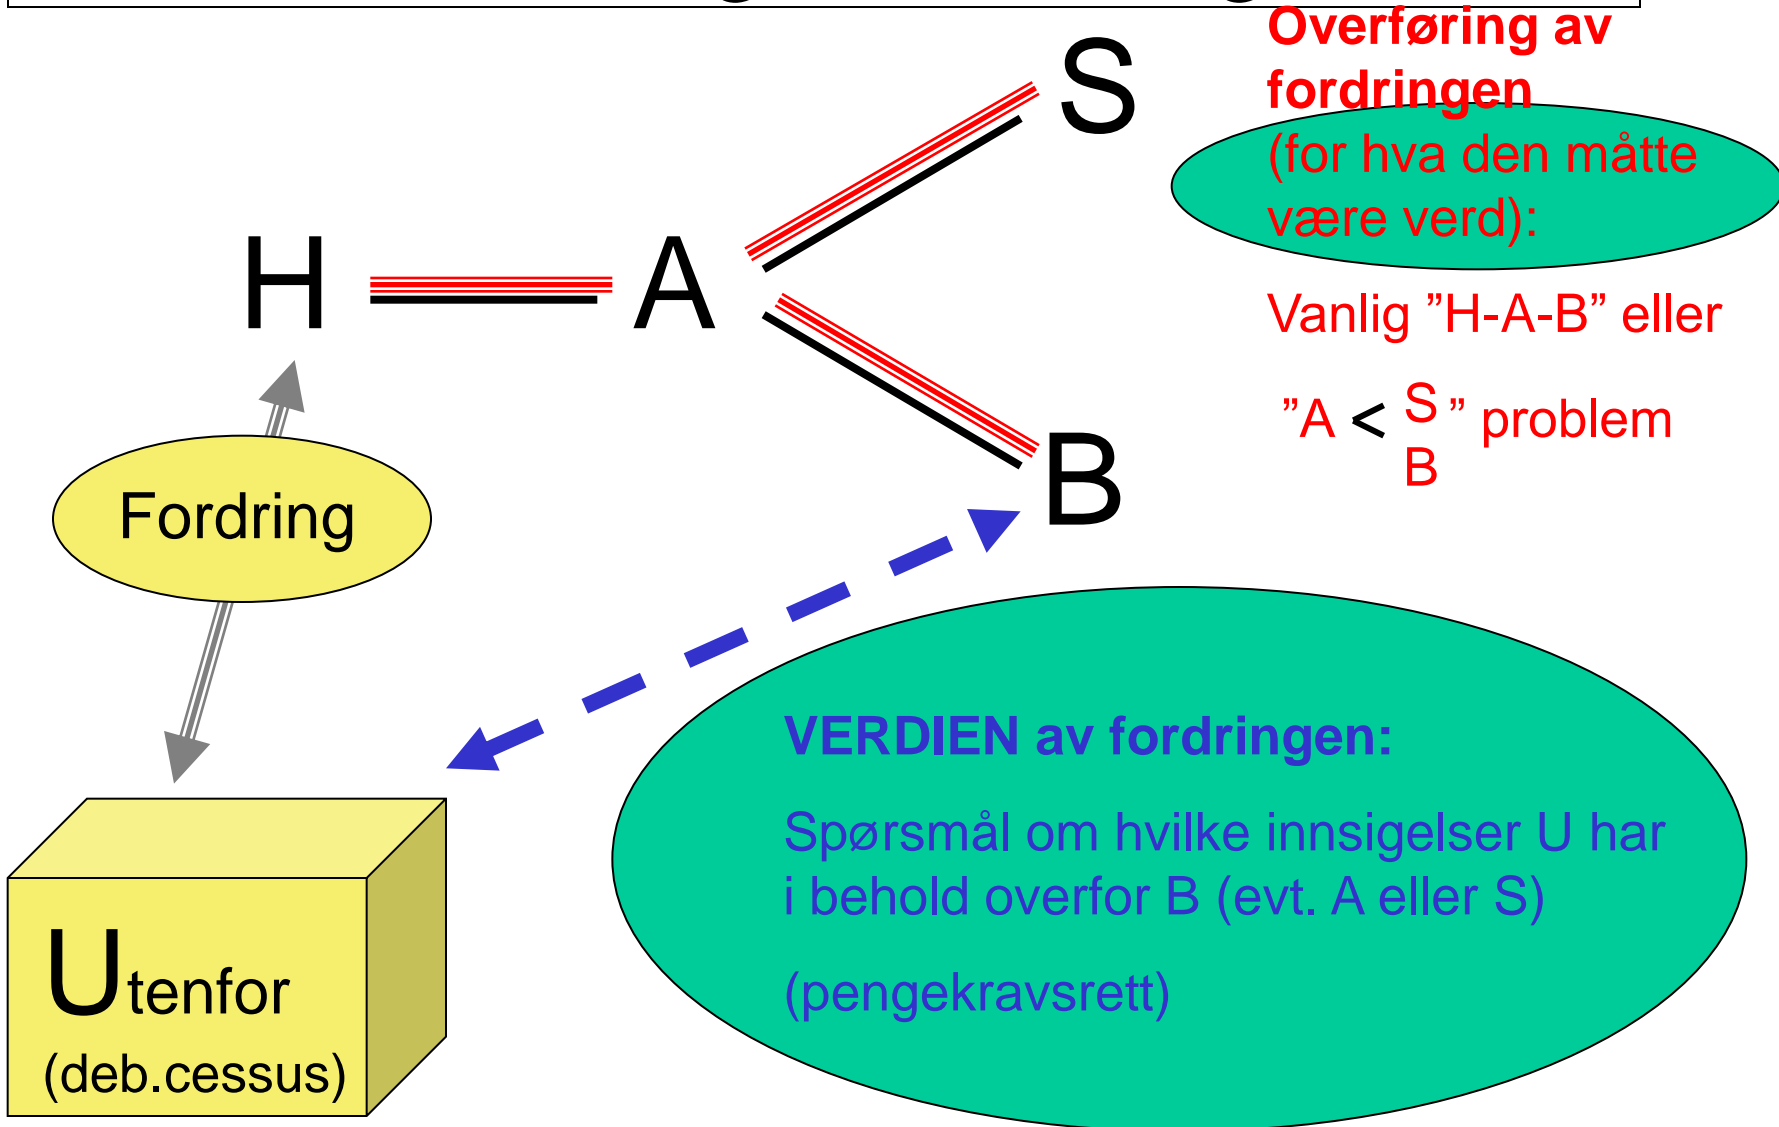 Overføring av
fordringen
(for hva den måtte
være verd):
Vanlig ”H-A-B” eller
”A < S ” problem
B
S
H A
B
Fordring
VERDIEN av fordringen:
Spørsmål om hvilke innsigelser U har
i behold overfor B (evt. A eller S)
(pengekravsrett)
Utenfor
(deb.cessus)